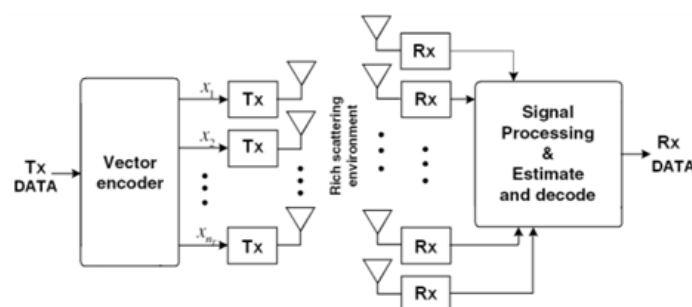 Tx
DATA
Vector
encoder
x₁
Tx
x₂
Tx
xₙₜ
Tx
Rich scattering
environment
Rx
Rx
Rx
Rx
Signal
Processing
&
Estimate
and decode
Rx
DATA